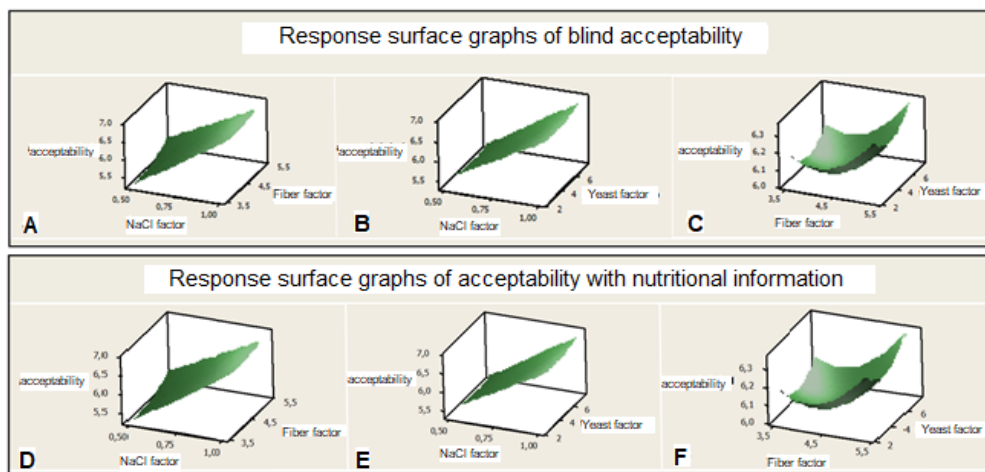 Response surface graphs of blind acceptability
7,0
6,5
6,0
5,5
acceptability
0,50
0,75
1,00
NaCl factor
3,5
4,5
5,5
Fiber factor
A
7,0
6,5
6,0
5,5
acceptability
0,50
0,75
1,00
NaCl factor
2
4
6
Yeast factor
B
6,3
6,2
6,1
6,0
acceptability
3,5
4,5
5,5
Fiber factor
2
4
6
Yeast factor
C
Response surface graphs of acceptability with nutritional information
7,0
6,5
6,0
5,5
acceptability
0,50
0,75
1,00
NaCl factor
3,5
4,5
5,5
Fiber factor
D
7,0
6,5
6,0
5,5
acceptability
0,50
0,75
1,00
NaCl factor
2
4
6
Yeast factor
E
6,3
6,2
6,1
6,0
acceptability
3,5
4,5
5,5
Fiber factor
2
4
6
Yeast factor
F